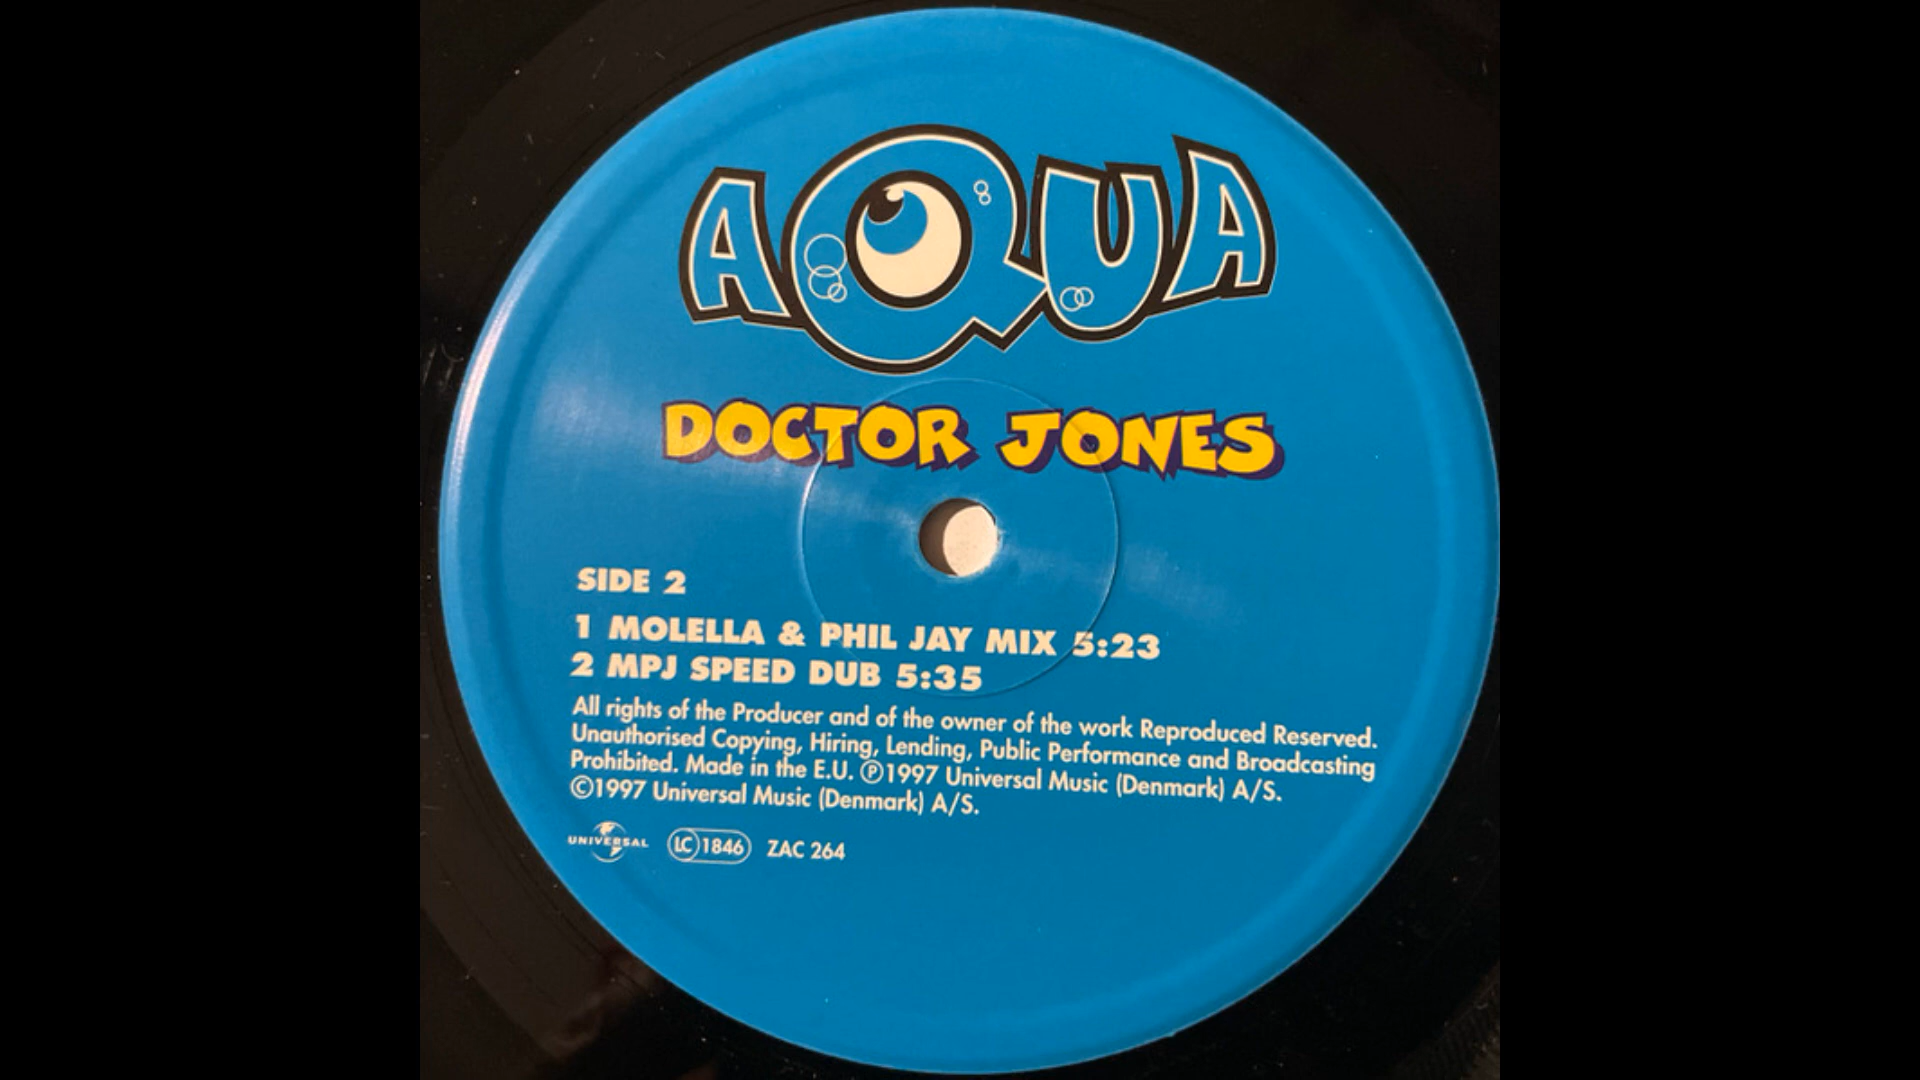 AQUA
DOCTOR JONES
SIDE 2
1 MOLELLA & PHIL JAY MIX 5:23
2 MPJ SPEED DUB 5:35
All rights of the Producer and of the owner of the work Reproduced Reserved.
Unauthorised Copying, Hiring, Lending, Public Performance and Broadcasting
Prohibited. Made in the E.U. ℗1997 Universal Music (Denmark) A/S.
©1997 Universal Music (Denmark) A/S.
UNIVERSAL LC 1846 ZAC 264